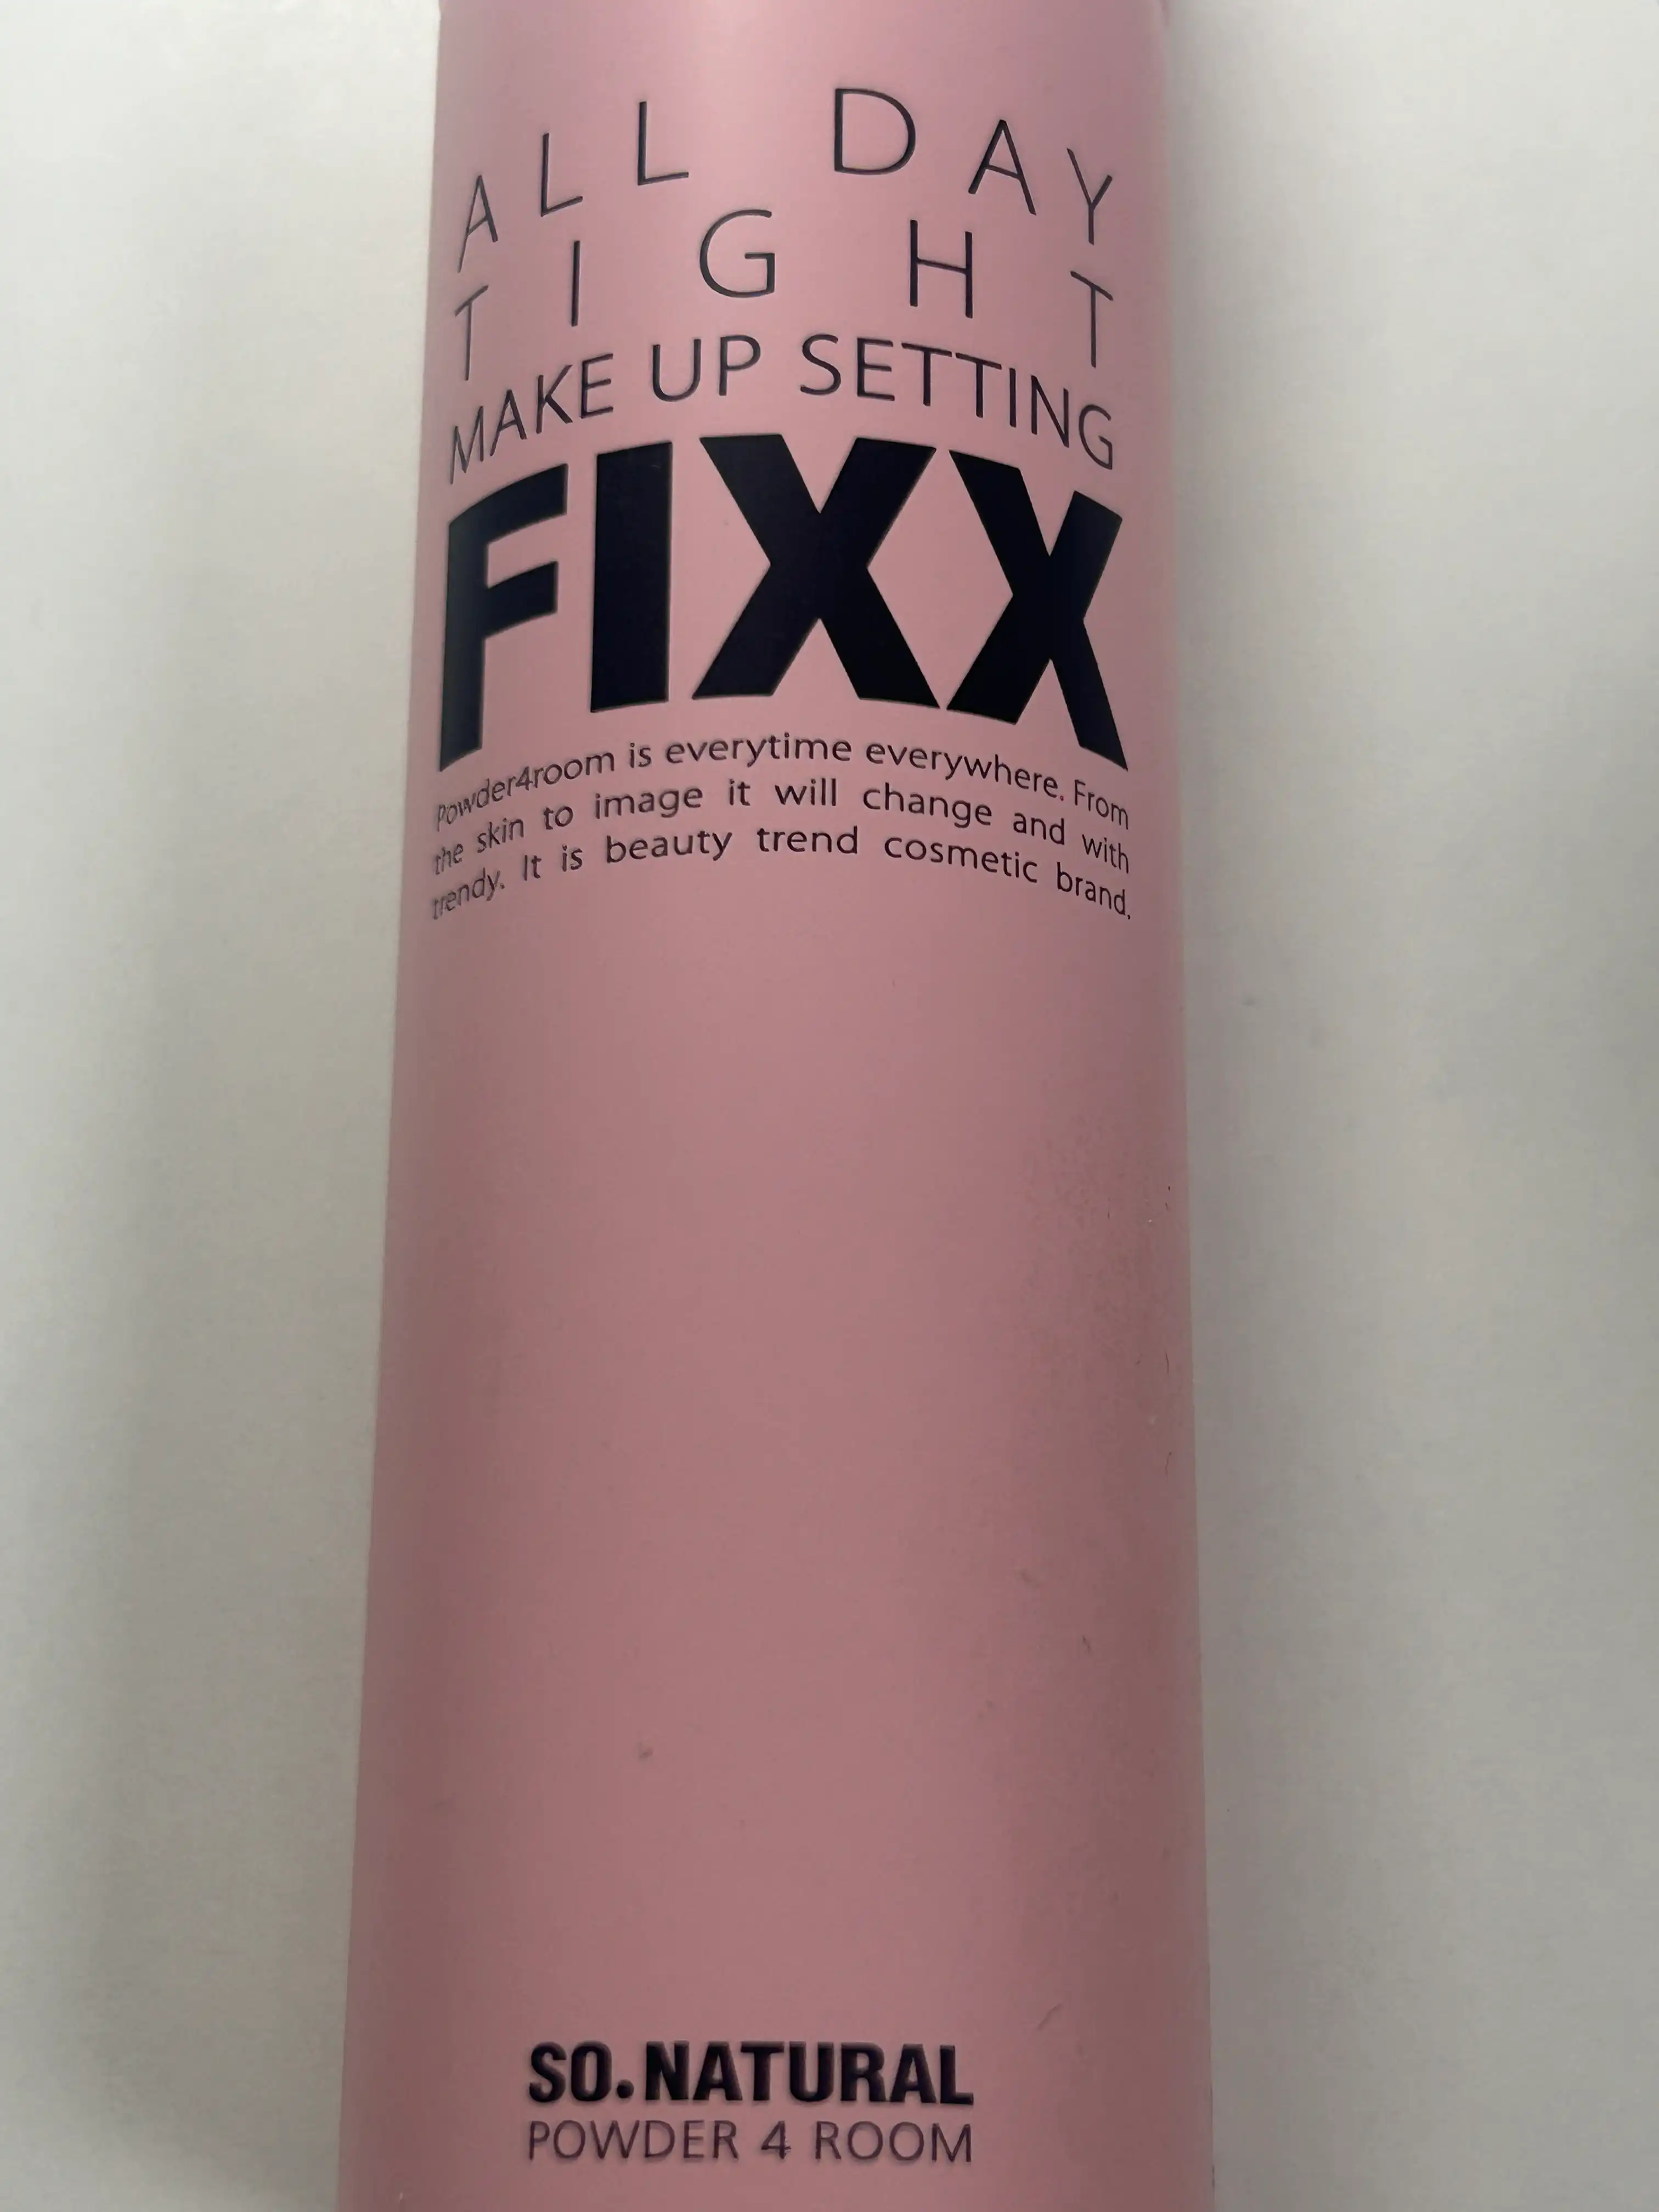 ALL DAY
TIGHT
MAKE UP SETTING
FIXX
Powder4room is everytime everywhere. From
the skin to image it will change and with
trendy. It is beauty trend cosmetic brand.
SO.NATURAL
POWDER 4 ROOM